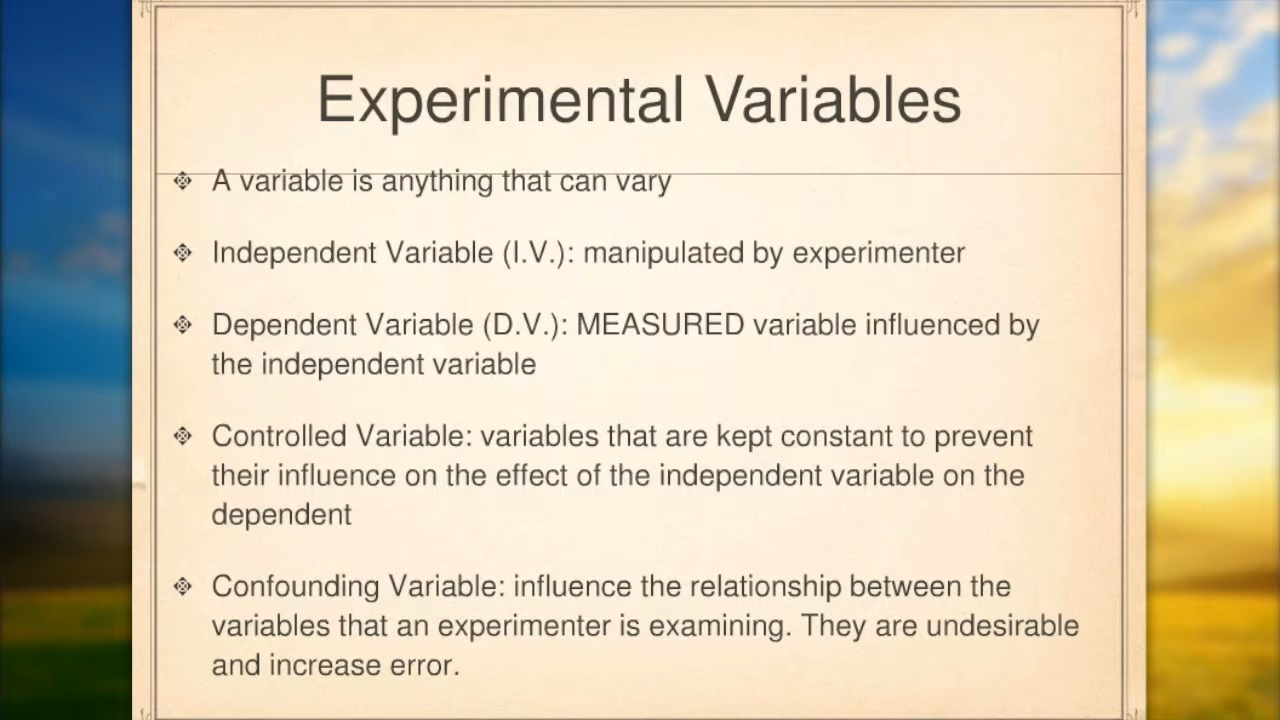 Experimental Variables
A variable is anything that can vary
Independent Variable (I.V.): manipulated by experimenter
Dependent Variable (D.V.): MEASURED variable influenced by
the independent variable
Controlled Variable: variables that are kept constant to prevent
their influence on the effect of the independent variable on the
dependent
Confounding Variable: influence the relationship between the
variables that an experimenter is examining. They are undesirable
and increase error.